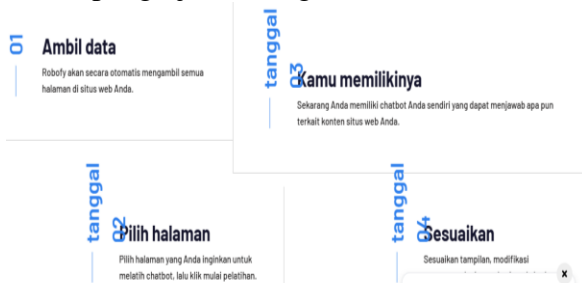 01
Ambil data
Robofy akan secara otomatis mengambil semua
halaman di situs web Anda.
tanggal
03
Kamu memilikinya
Sekarang Anda memiliki chatbot Anda sendiri yang dapat menjawab apa pun
terkait konten situs web Anda.
tanggal
02
Pilih halaman
Pilih halaman yang Anda inginkan untuk
melatih chatbot, lalu klik mulai pelatihan.
tanggal
04
Sesuaikan
Sesuaikan tampilan, modifikasi
x